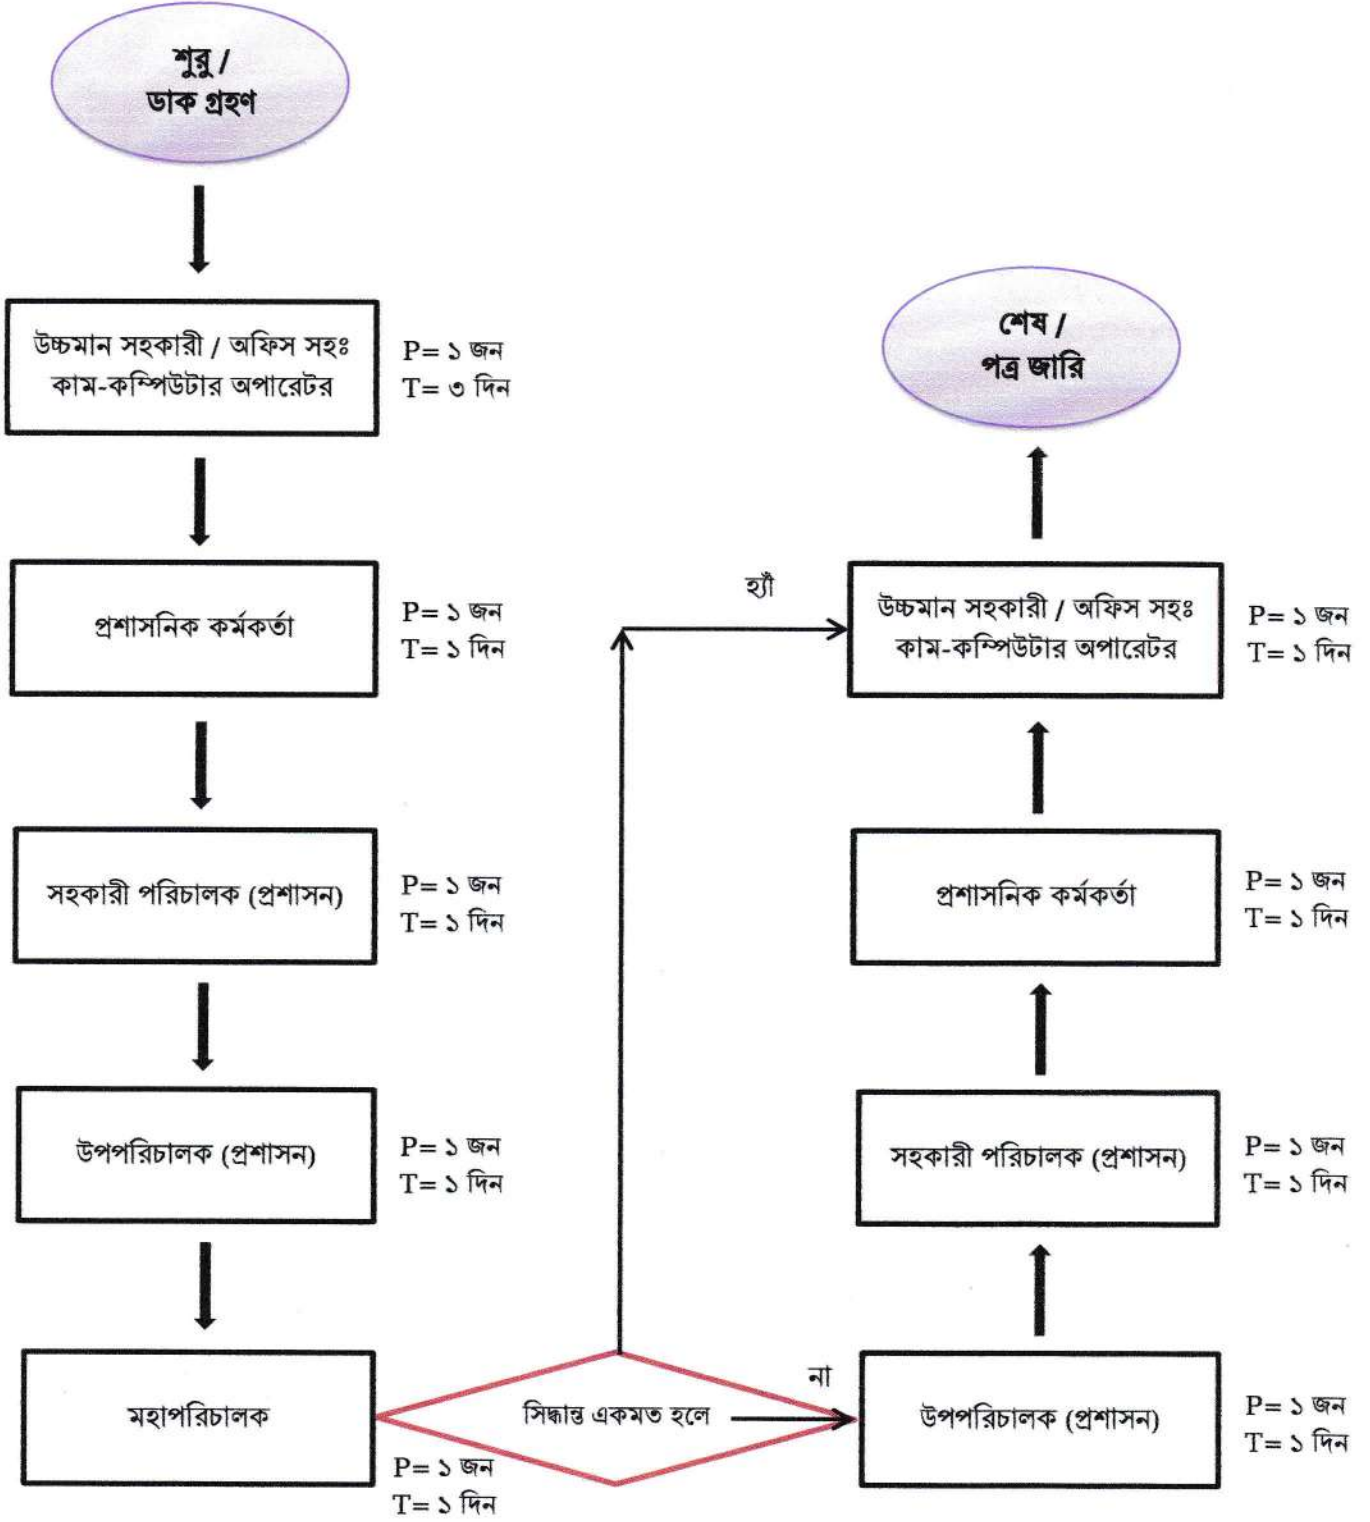 শুরু /
ডাক গ্রহণ
উচ্চমান সহকারী / অফিস সহঃ
কাম-কম্পিউটার অপারেটর
P= ১ জন
T= ৩ দিন
প্রশাসনিক কর্মকর্তা
P= ১ জন
T= ১ দিন
সহকারী পরিচালক (প্রশাসন)
P= ১ জন
T= ১ দিন
উপপরিচালক (প্রশাসন)
P= ১ জন
T= ১ দিন
মহাপরিচালক
P= ১ জন
T= ১ দিন
সিদ্ধান্ত একমত হলে
হ্যাঁ
না
উপপরিচালক (প্রশাসন)
P= ১ জন
T= ১ দিন
সহকারী পরিচালক (প্রশাসন)
P= ১ জন
T= ১ দিন
প্রশাসনিক কর্মকর্তা
P= ১ জন
T= ১ দিন
উচ্চমান সহকারী / অফিস সহঃ
কাম-কম্পিউটার অপারেটর
P= ১ জন
T= ১ দিন
শেষ /
পত্র জারি